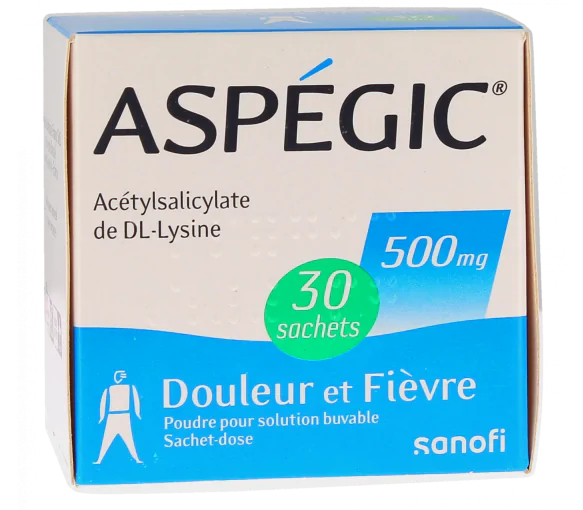 ASPÉGIC®
Acétylsalicylate
de DL-Lysine
500mg
30
sachets
Douleur et Fièvre
Poudre pour solution buvable
Sachet-dose
sanofi